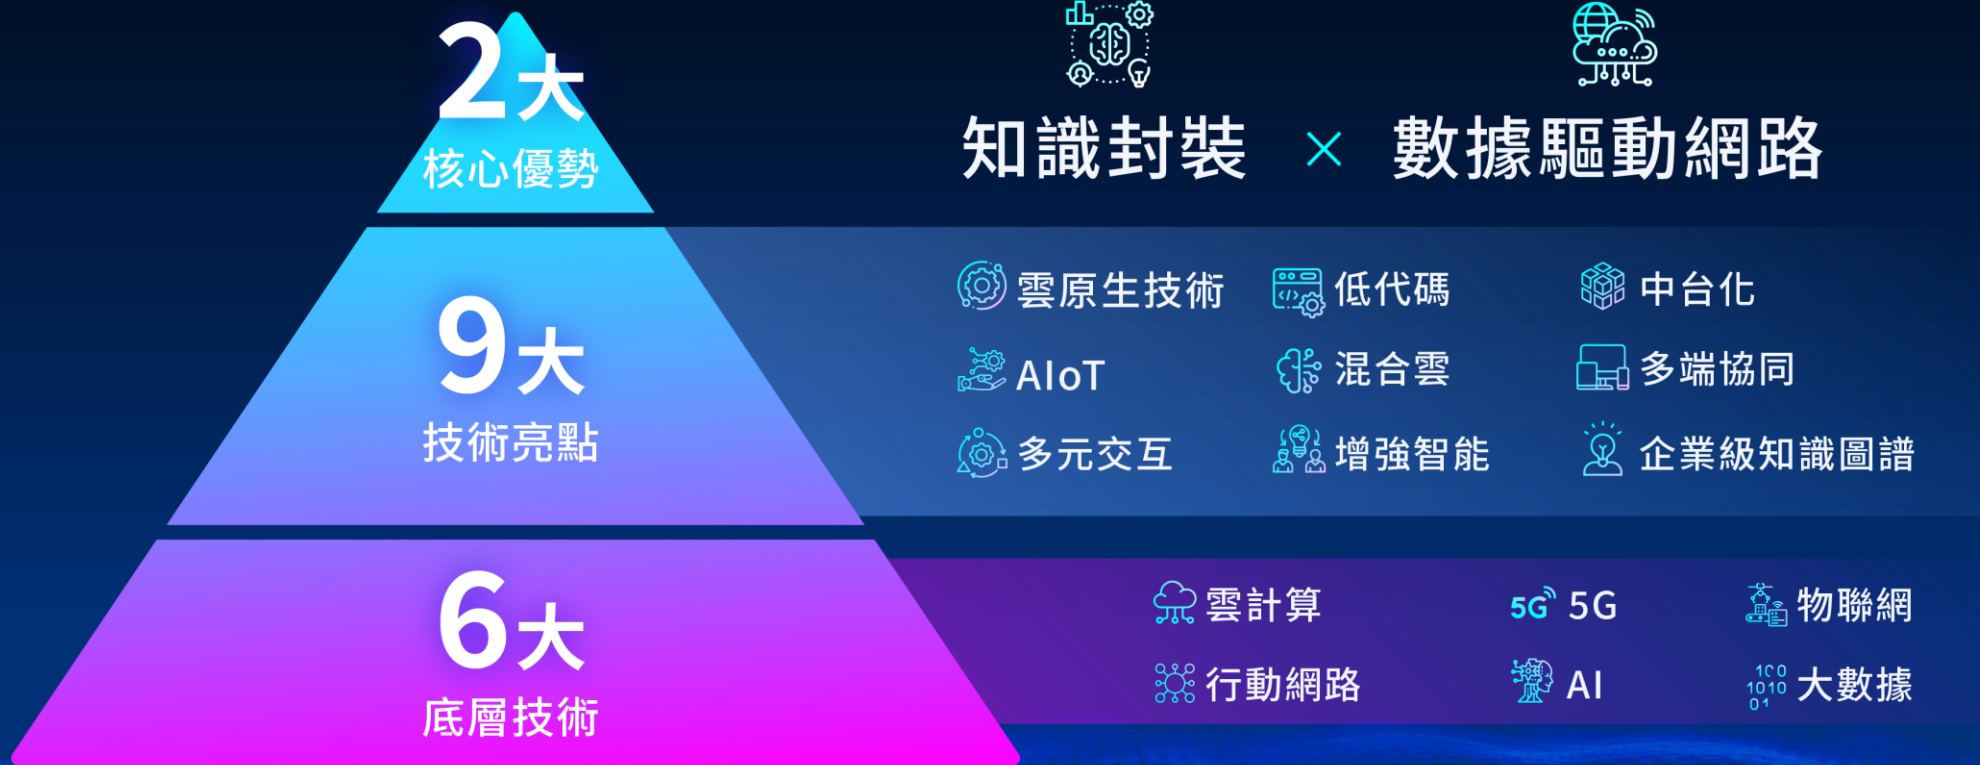 2大
核心優勢
知識封裝 × 數據驅動網路
9大
技術亮點
雲原生技術 低代碼 中台化
AIoT 混合雲 多端協同
多元交互 增強智能 企業級知識圖譜
6大
底層技術
雲計算 5G 5G 物聯網
行動網路 AI 100 1010 01 大數據